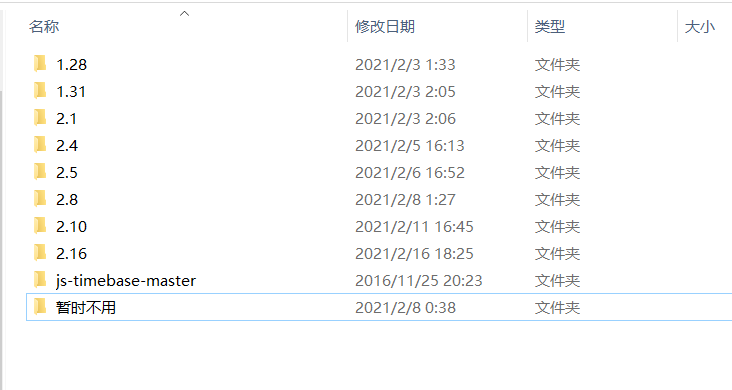 名称 修改日期 类型 大小
1.28 2021/2/3 1:33 文件夹
1.31 2021/2/3 2:05 文件夹
2.1 2021/2/3 2:06 文件夹
2.4 2021/2/5 16:13 文件夹
2.5 2021/2/6 16:52 文件夹
2.8 2021/2/8 1:27 文件夹
2.10 2021/2/11 16:45 文件夹
2.16 2021/2/16 18:25 文件夹
js-timebase-master 2016/11/25 20:23 文件夹
暂时不用 2021/2/8 0:38 文件夹